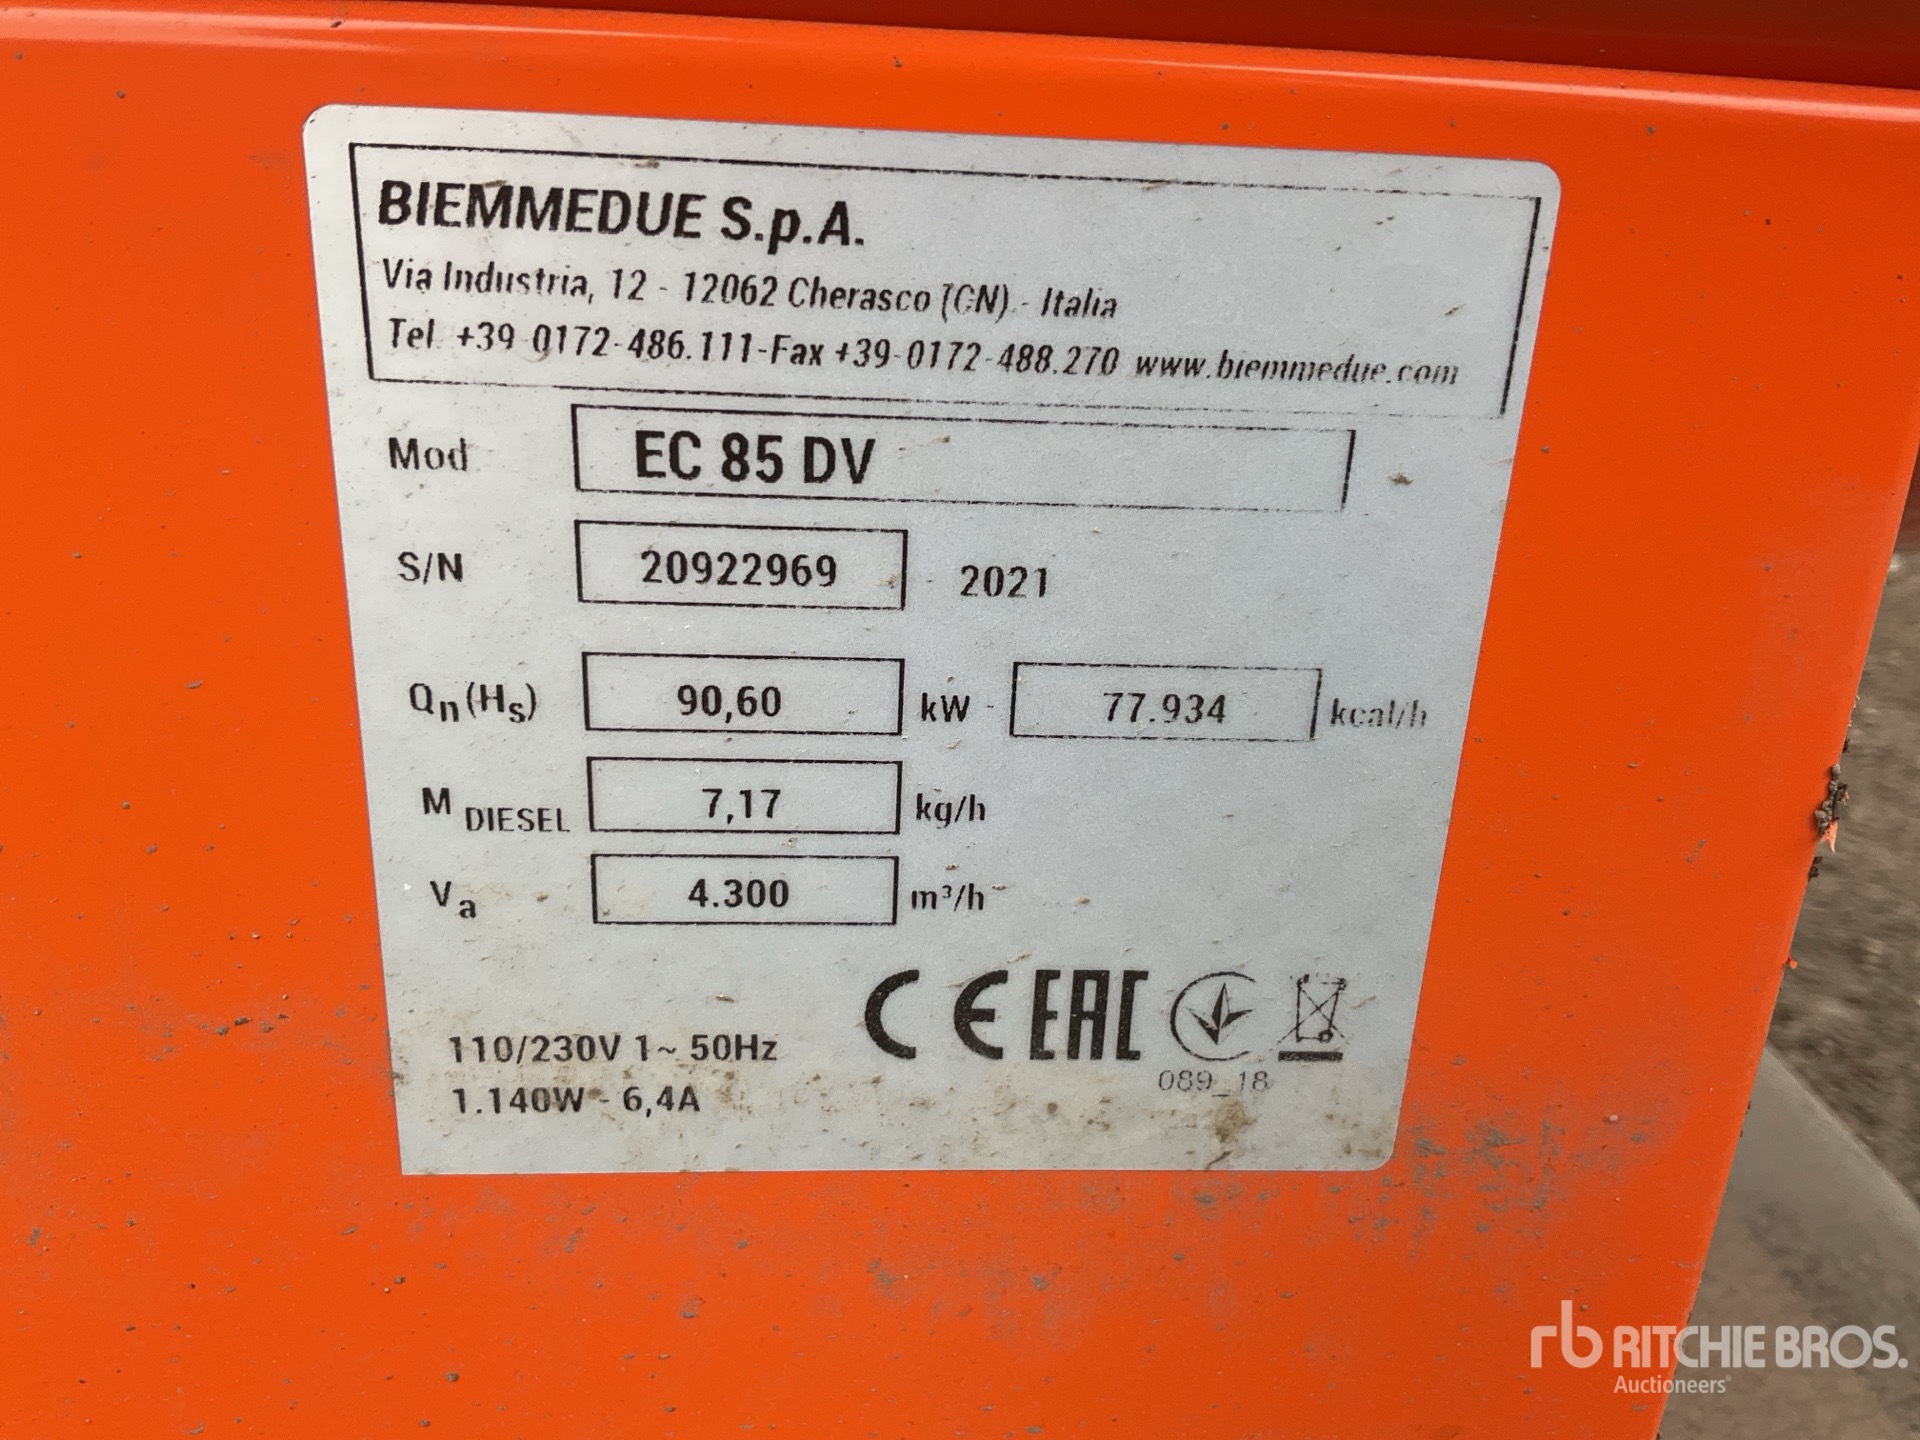 BIEMMEDUE S.p.A.
Via Industria, 12 - 12062 Cherasco (CN) - Italia
Tel. +39-0172-486.111-Fax +39-0172-488.270 www.biemmedue.com
Mod EC 85 DV
S/N 20922969 2021
Qn (Hs) 90,60 kW 77.934 kcal/h
M DIESEL 7,17 kg/h
Va 4.300 m³/h
CE EAC
089_18
110/230V 1~ 50Hz
1.140W - 6,4A
rb RITCHIE BROS.
Auctioneers